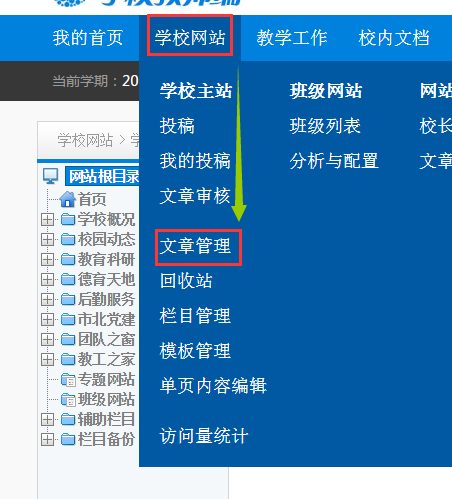 学校教师端
我的首页 学校网站 教学工作 校内文档
当前学期：20
学校主站 班级网站 网站
投稿 班级列表 校长
我的投稿 分析与配置 文章
文章审核
文章管理
回收站
栏目管理
模板管理
单页内容编辑
访问量统计
学校网站 > 学
网站根目录
首页
学校概况
校园动态
教育科研
德育天地
后勤服务
市北党建
团队之窗
教工之家
专题网站
班级网站
辅助栏目
栏目备份